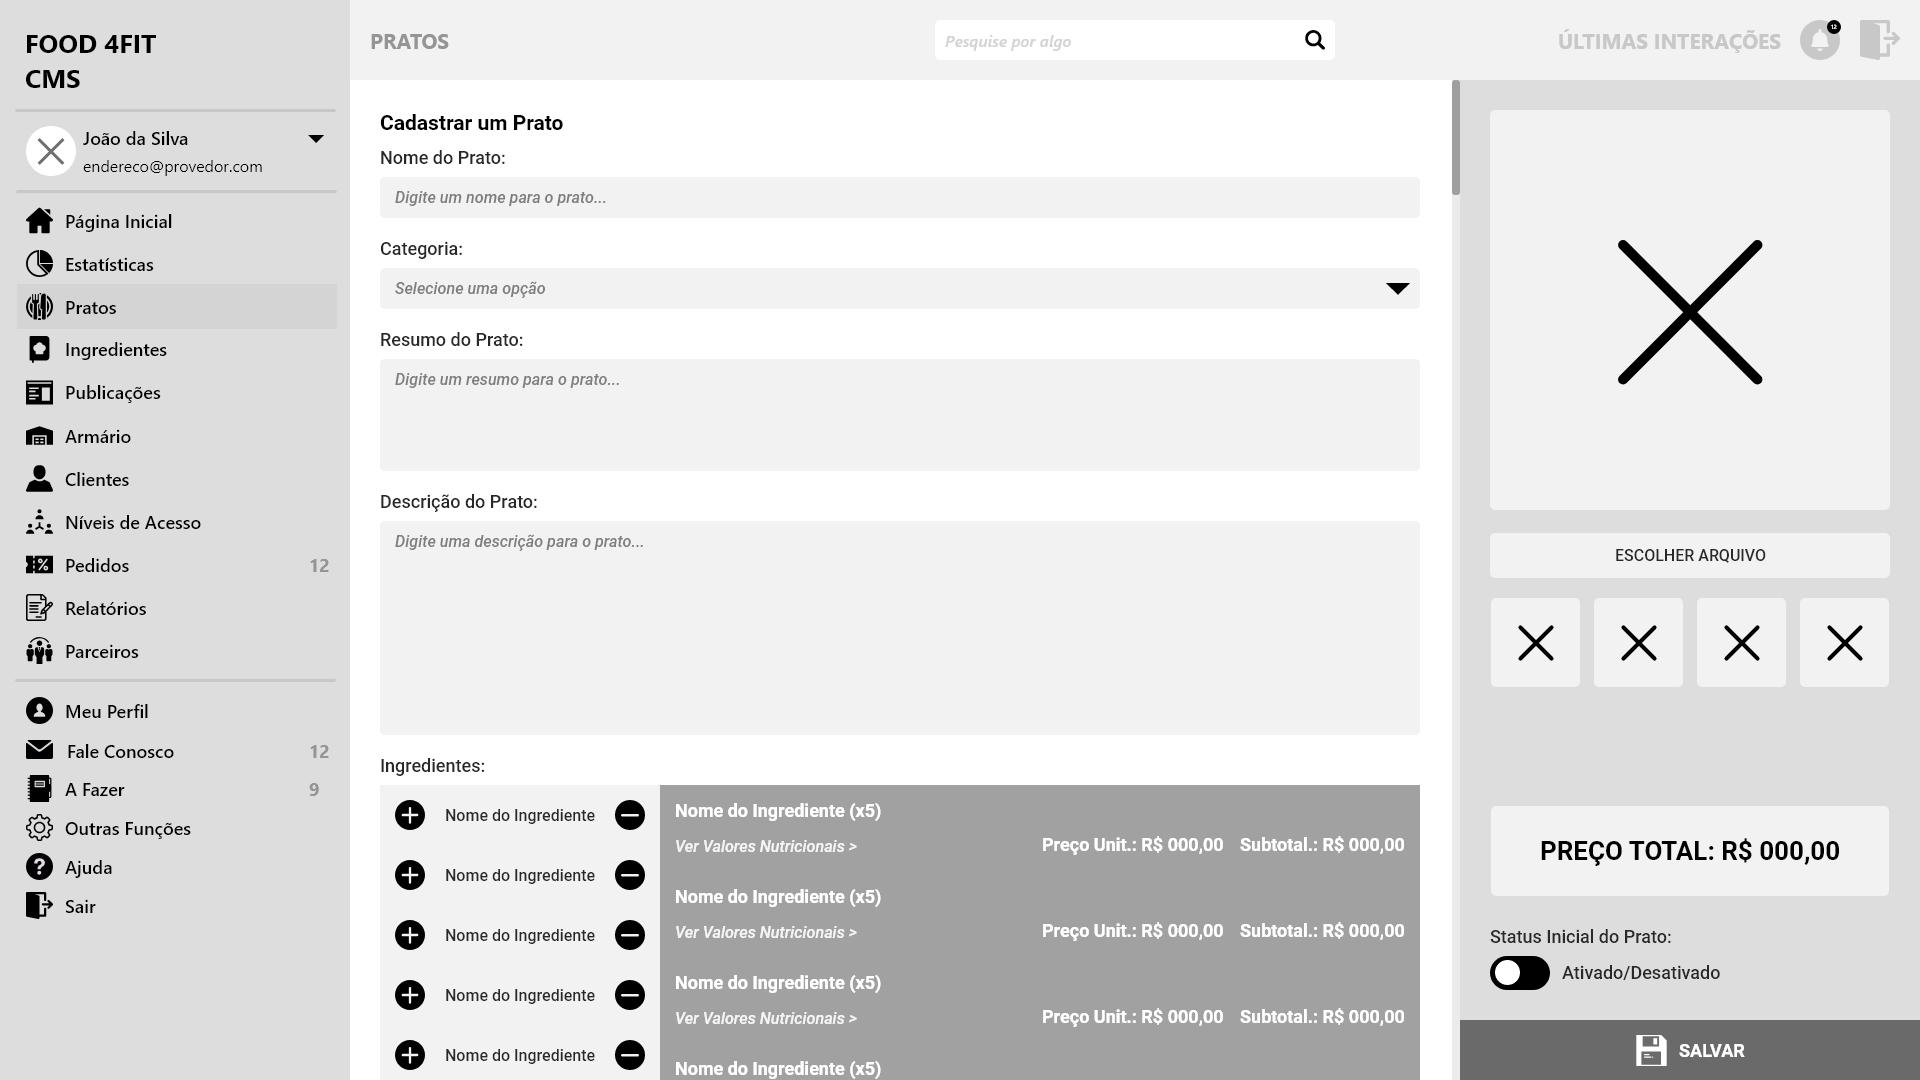 FOOD 4FIT
CMS
João da Silva
endereco@provedor.com
Página Inicial
Estatísticas
Pratos
Ingredientes
Publicações
Armário
Clientes
Níveis de Acesso
Pedidos 12
Relatórios
Parceiros
Meu Perfil
Fale Conosco 12
A Fazer 9
Outras Funções
Ajuda
Sair
PRATOS
Pesquise por algo
ÚLTIMAS INTERAÇÕES
12
Cadastrar um Prato
Nome do Prato:
Digite um nome para o prato...
Categoria:
Selecione uma opção
Resumo do Prato:
Digite um resumo para o prato...
Descrição do Prato:
Digite uma descrição para o prato...
Ingredientes:
Nome do Ingrediente
Nome do Ingrediente
Nome do Ingrediente
Nome do Ingrediente
Nome do Ingrediente
Nome do Ingrediente (x5)
Ver Valores Nutricionais > Preço Unit.: R$ 000,00 Subtotal.: R$ 000,00
Nome do Ingrediente (x5)
Ver Valores Nutricionais > Preço Unit.: R$ 000,00 Subtotal.: R$ 000,00
Nome do Ingrediente (x5)
Ver Valores Nutricionais > Preço Unit.: R$ 000,00 Subtotal.: R$ 000,00
Nome do Ingrediente (x5)
ESCOLHER ARQUIVO
PREÇO TOTAL: R$ 000,00
Status Inicial do Prato:
Ativado/Desativado
SALVAR